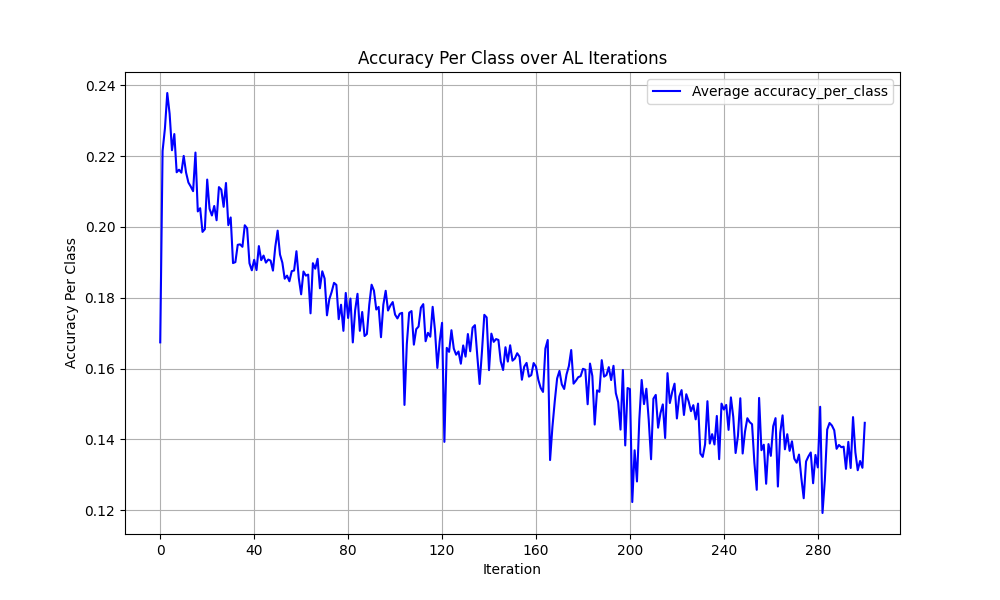 Accuracy Per Class over AL Iterations
Average accuracy_per_class
Accuracy Per Class
0.24
0.22
0.20
0.18
0.16
0.14
0.12
0 40 80 120 160 200 240 280
Iteration